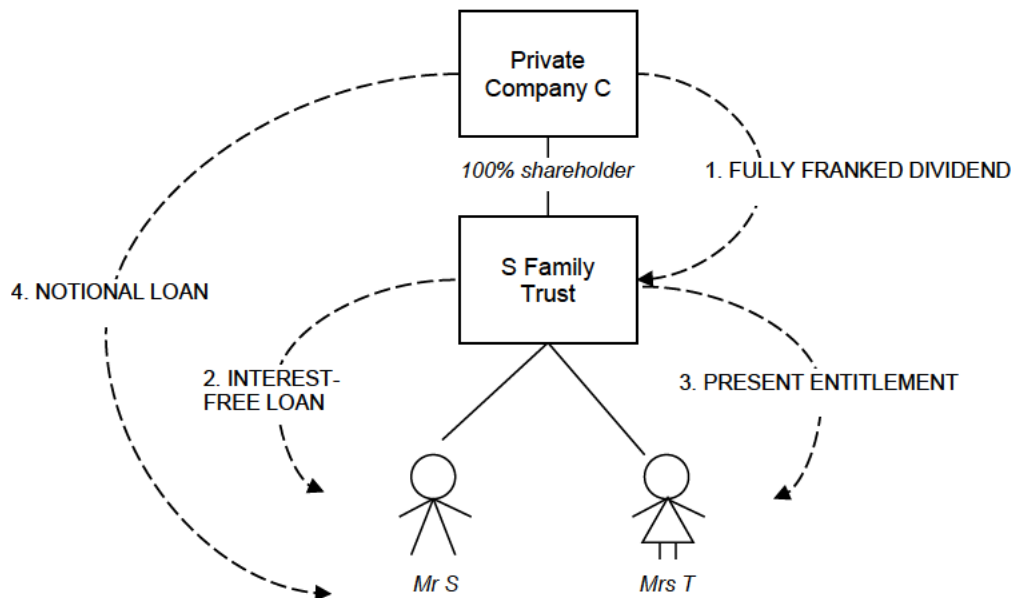 Private
Company C
100% shareholder
1. FULLY FRANKED DIVIDEND
S Family
Trust
4. NOTIONAL LOAN
2. INTEREST-
FREE LOAN
3. PRESENT ENTITLEMENT
Mr S
Mrs T